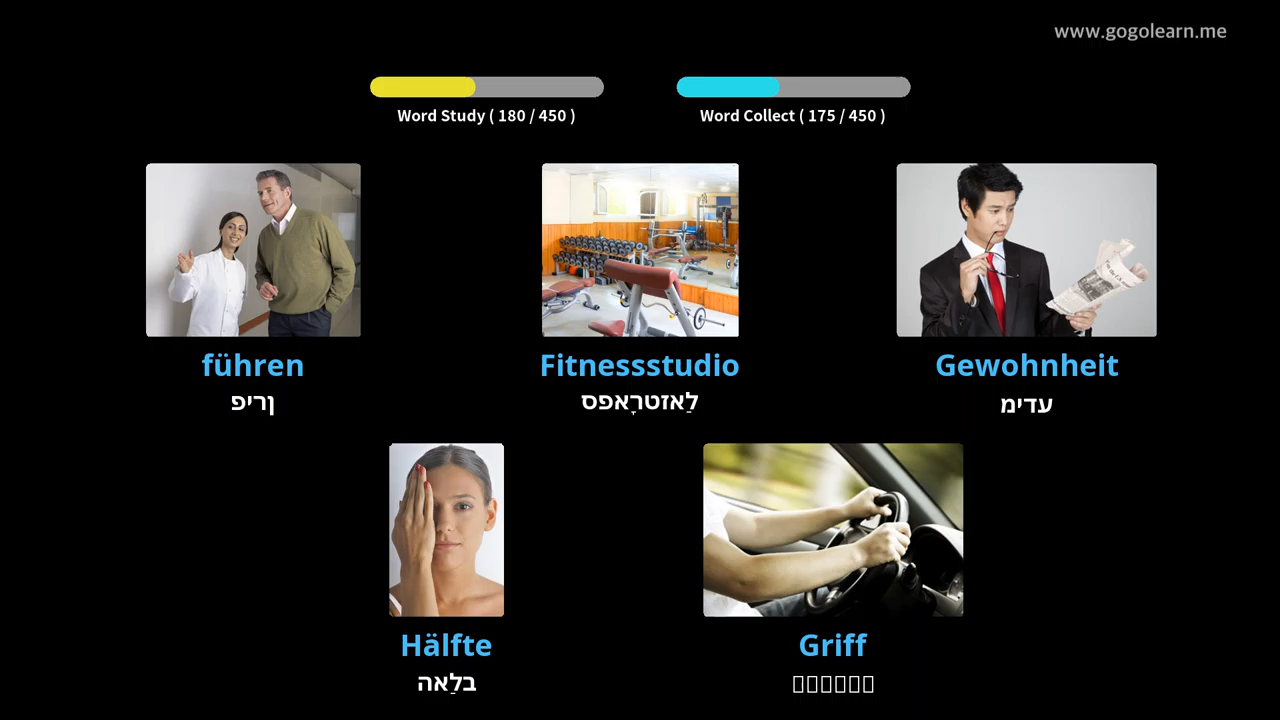 www.gogolearn.me
Word Study ( 180 / 450 )
Word Collect ( 175 / 450 )
führen
ןריפ
Fitnessstudio
לַאזטרָאפס
Gewohnheit
עדימ
Hälfte
בלַאה
Griff